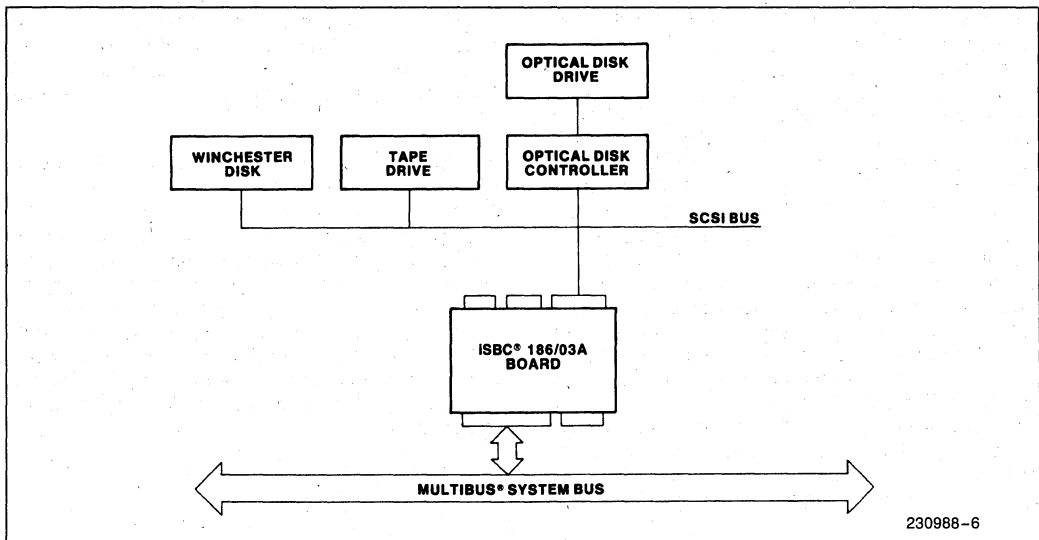 OPTICAL DISK
DRIVE
WINCHESTER
DISK
TAPE
DRIVE
OPTICAL DISK
CONTROLLER
SCSI BUS
iSBC® 186/03A
BOARD
MULTIBUS® SYSTEM BUS
230988-6